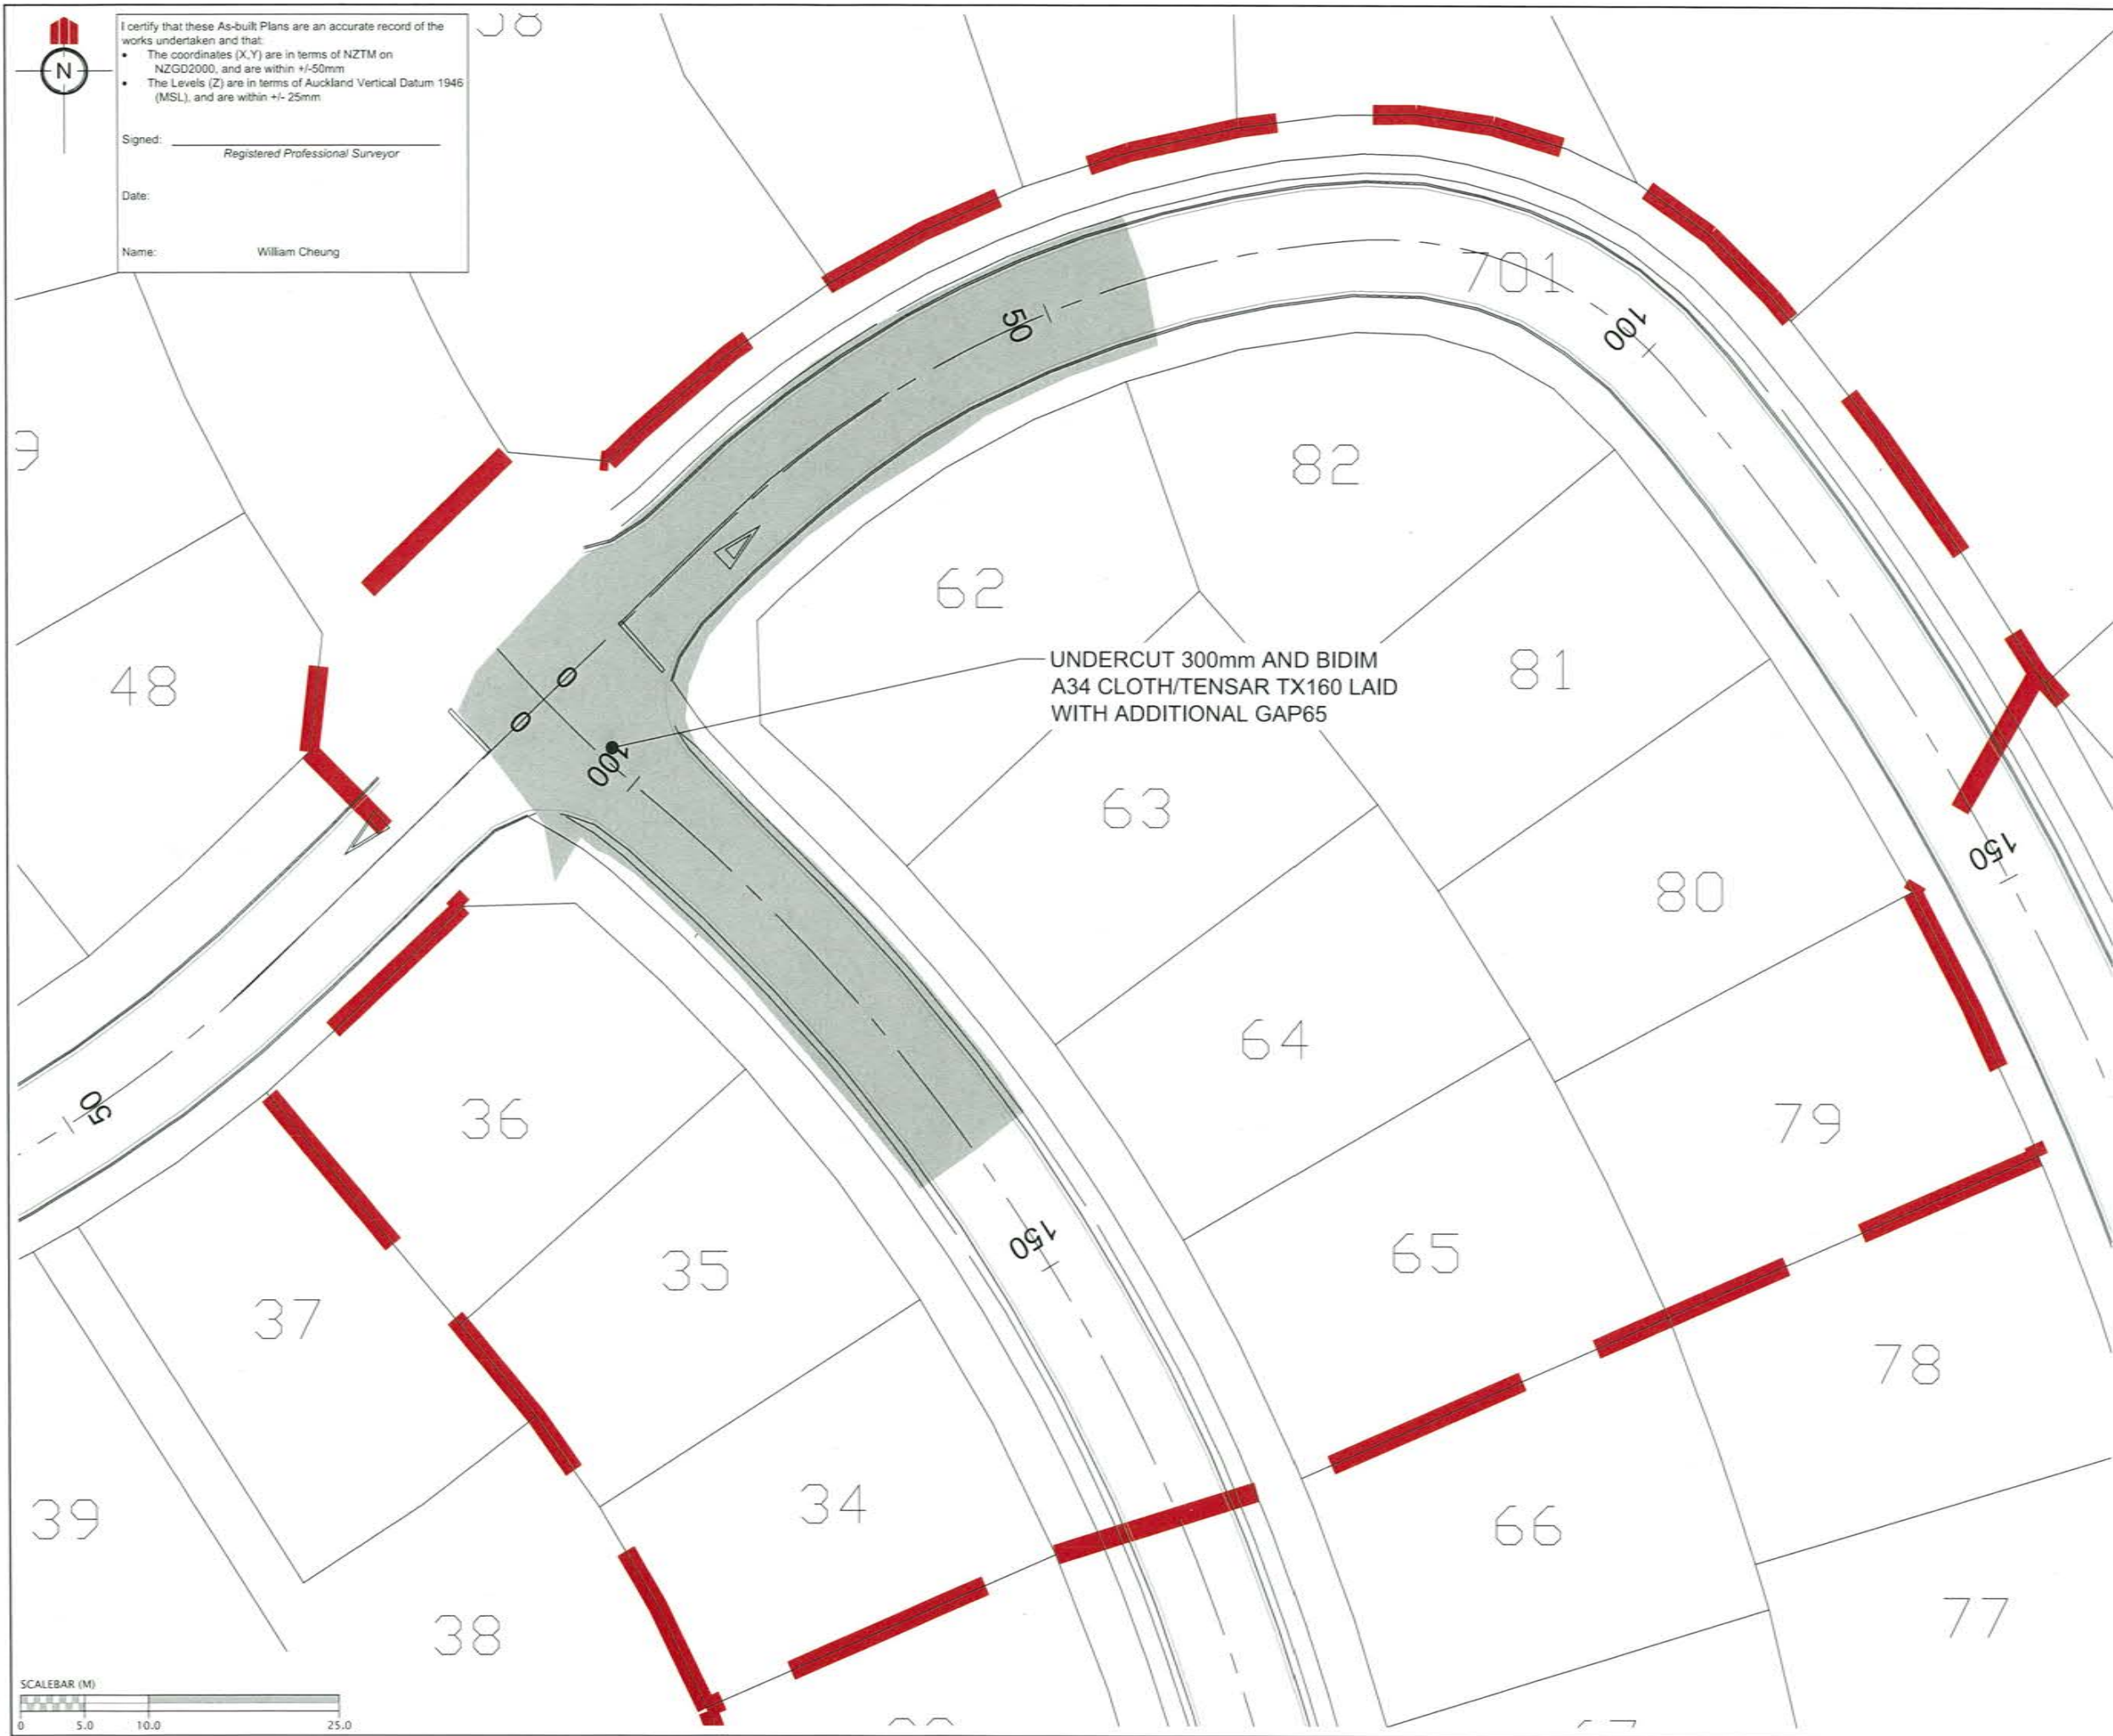 N
I certify that these As-built Plans are an accurate record of the
works undertaken and that:
• The coordinates (X,Y) are in terms of NZTM on
NZGD2000, and are within +/-50mm
• The Levels (Z) are in terms of Auckland Vertical Datum 1946
(MSL), and are within +/- 25mm
Signed:
Registered Professional Surveyor
Date:
Name: William Cheung
701
50
100
82
62
48
UNDERCUT 300mm AND BIDIM
A34 CLOTH/TENSAR TX160 LAID
WITH ADDITIONAL GAP65
81
0
0
100
63
150
80
64
50
36
79
150
65
35
37
78
34
39
66
38
77
SCALEBAR (M)
0 5.0 10.0 25.0